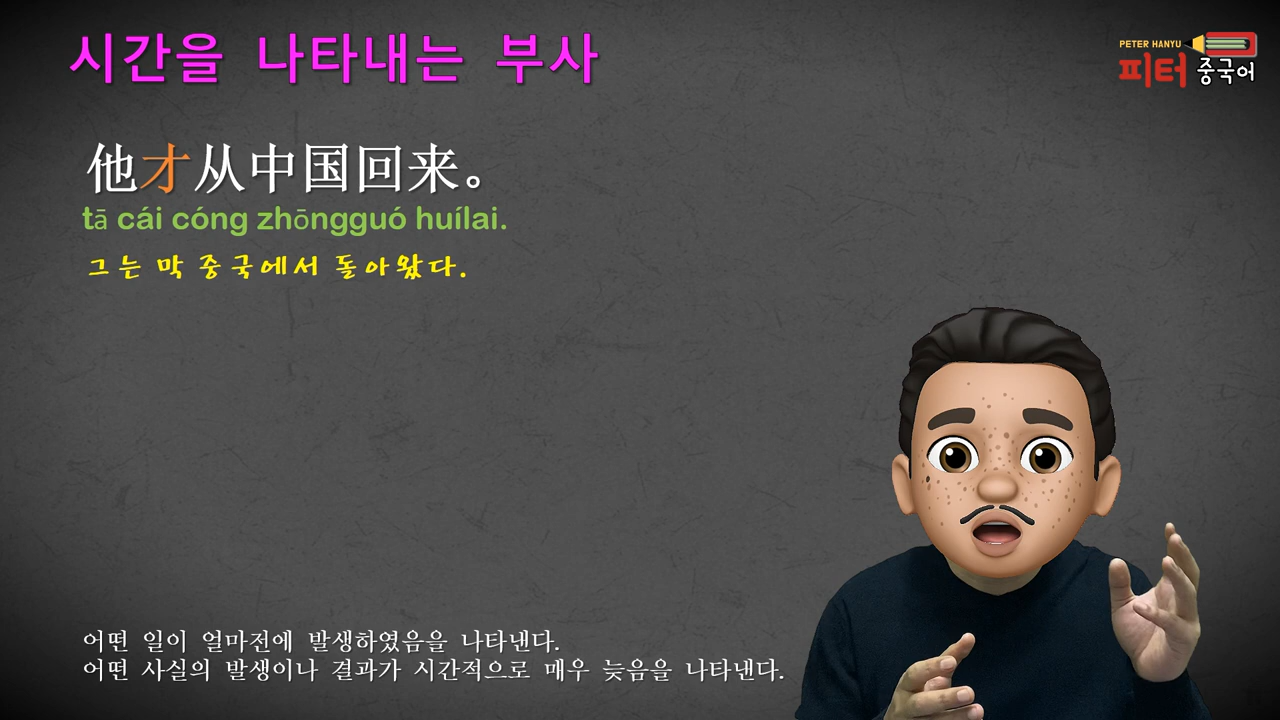 시간을 나타내는 부사
PETER HANYU
피터 중국어
他才从中国回来。
tā cái cóng zhōngguó huílai.
그는 막 중국에서 돌아왔다.
어떤 일이 얼마전에 발생하였음을 나타낸다.
어떤 사실의 발생이나 결과가 시간적으로 매우 늦음을 나타낸다.